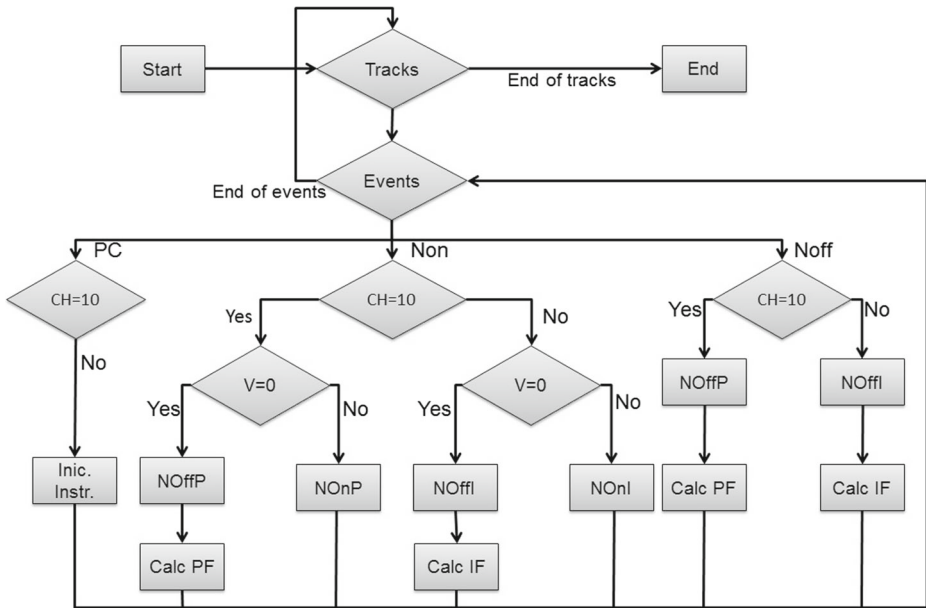 Start
Tracks
End of tracks
End
Events
End of events
PC
Non
Noff
CH=10
CH=10
CH=10
Yes
No
Yes
No
No
V=0
V=0
NOffP
NOffI
Yes
No
Yes
No
Inic.
Instr.
NOffP
NOnP
NOffI
NOnI
Calc PF
Calc IF
Calc PF
Calc IF